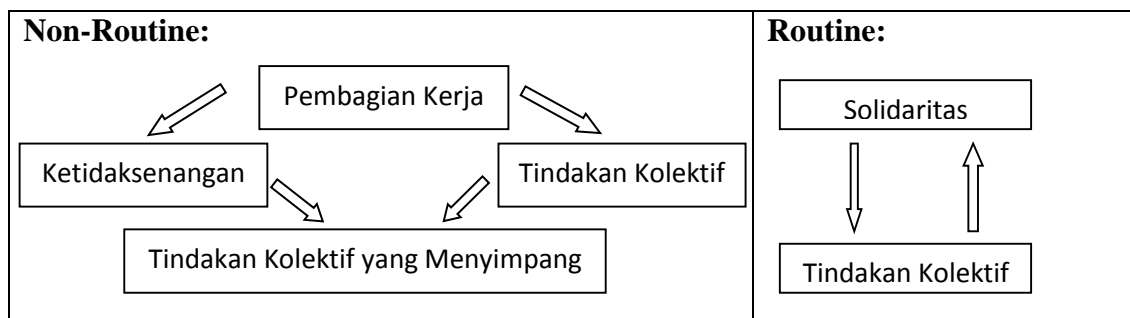 Non-Routine:
Pembagian Kerja
Ketidaksenangan
Tindakan Kolektif
Tindakan Kolektif yang Menyimpang
Routine:
Solidaritas
Tindakan Kolektif